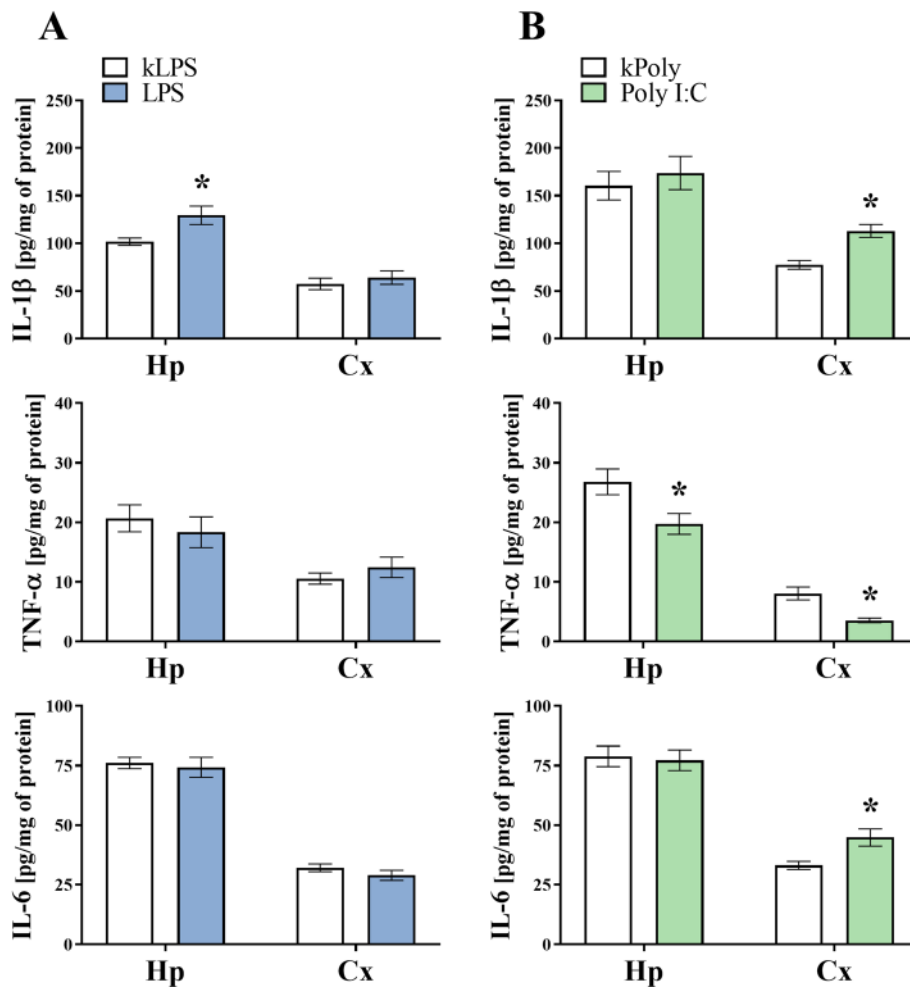 A
kLPS
LPS
IL-1β [pg/mg of protein]
250
200
150
100
50
0
*
Hp Cx
B
kPoly
Poly I:C
IL-1β [pg/mg of protein]
250
200
150
100
50
0
*
Hp Cx
TNF-α [pg/mg of protein]
40
30
20
10
0
Hp Cx
TNF-α [pg/mg of protein]
40
30
20
10
0
*
*
Hp Cx
IL-6 [pg/mg of protein]
100
75
50
25
0
Hp Cx
IL-6 [pg/mg of protein]
100
75
50
25
0
*
Hp Cx